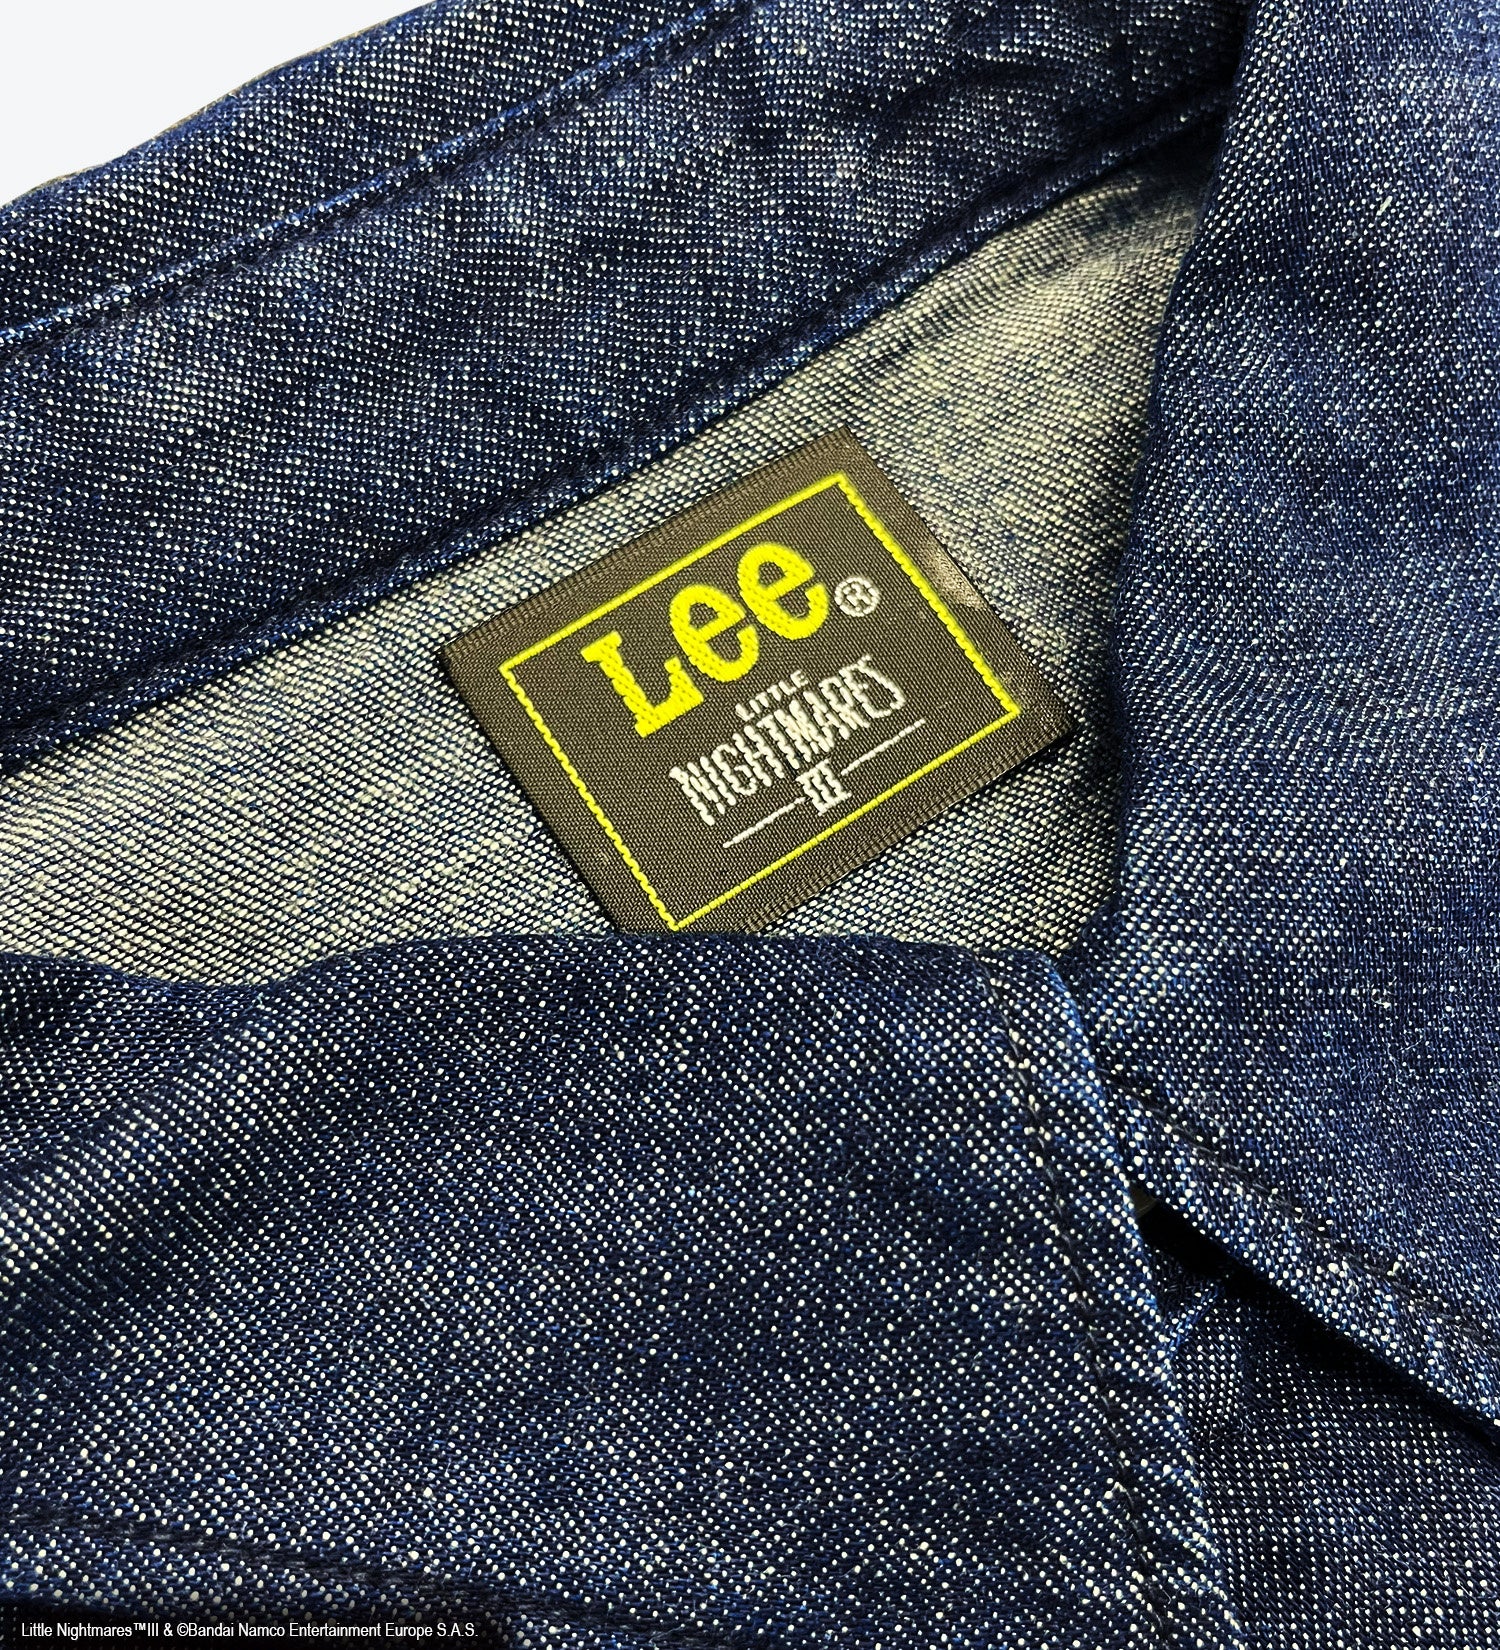 Lee®
LITTLE
NIGHTMARES
III
Little Nightmares™III & ©Bandai Namco Entertainment Europe S.A.S.